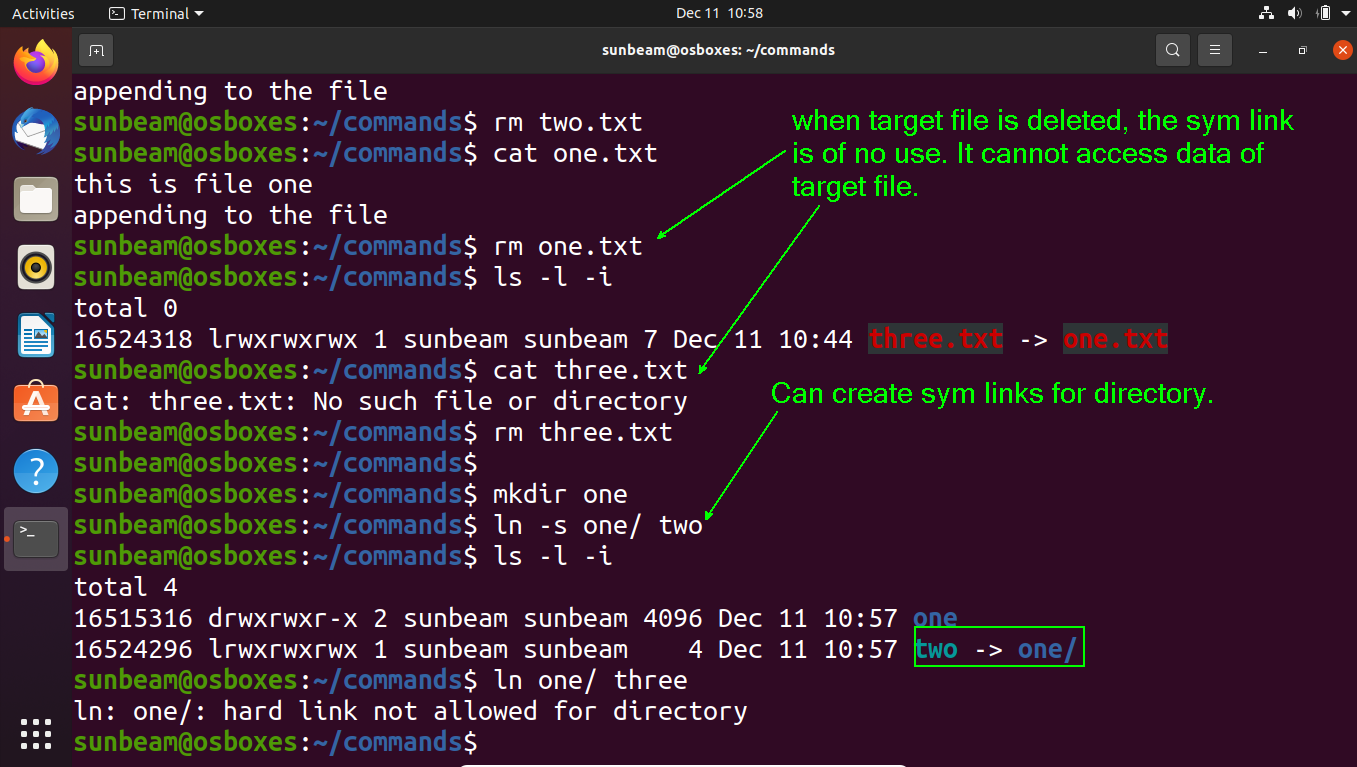 Activities Terminal Dec 11 10:58
sunbeam@osboxes: ~/commands
appending to the file
sunbeam@osboxes:~/commands$ rm two.txt
sunbeam@osboxes:~/commands$ cat one.txt
this is file one
appending to the file
sunbeam@osboxes:~/commands$ rm one.txt
sunbeam@osboxes:~/commands$ ls -l -i
total 0
16524318 lrwxrwxrwx 1 sunbeam sunbeam 7 Dec 11 10:44 three.txt -> one.txt
sunbeam@osboxes:~/commands$ cat three.txt
cat: three.txt: No such file or directory
sunbeam@osboxes:~/commands$ rm three.txt
sunbeam@osboxes:~/commands$
sunbeam@osboxes:~/commands$ mkdir one
sunbeam@osboxes:~/commands$ ln -s one/ two
sunbeam@osboxes:~/commands$ ls -l -i
total 4
16515316 drwxrwxr-x 2 sunbeam sunbeam 4096 Dec 11 10:57 one
16524296 lrwxrwxrwx 1 sunbeam sunbeam    4 Dec 11 10:57 two -> one/
sunbeam@osboxes:~/commands$ ln one/ three
ln: one/: hard link not allowed for directory
sunbeam@osboxes:~/commands$
when target file is deleted, the sym link
is of no use. It cannot access data of
target file.
Can create sym links for directory.